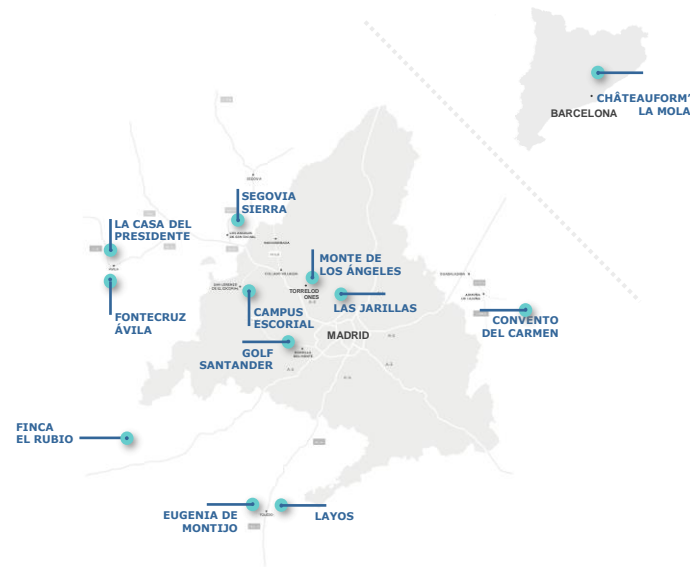 CHÂTEAUFORM'
LA MOLA
BARCELONA
SEGOVIA
SEGOVIA
SIERRA
LA CASA DEL
PRESIDENTE
MONTE DE
LOS ÁNGELES
TORRELOD
ONES
LAS JARILLAS
FONTECRUZ
ÁVILA
CAMPUS
ESCORIAL
CONVENTO
DEL CARMEN
MADRID
GOLF
SANTANDER
FINCA
EL RUBIO
EUGENIA DE
MONTIJO
LAYOS